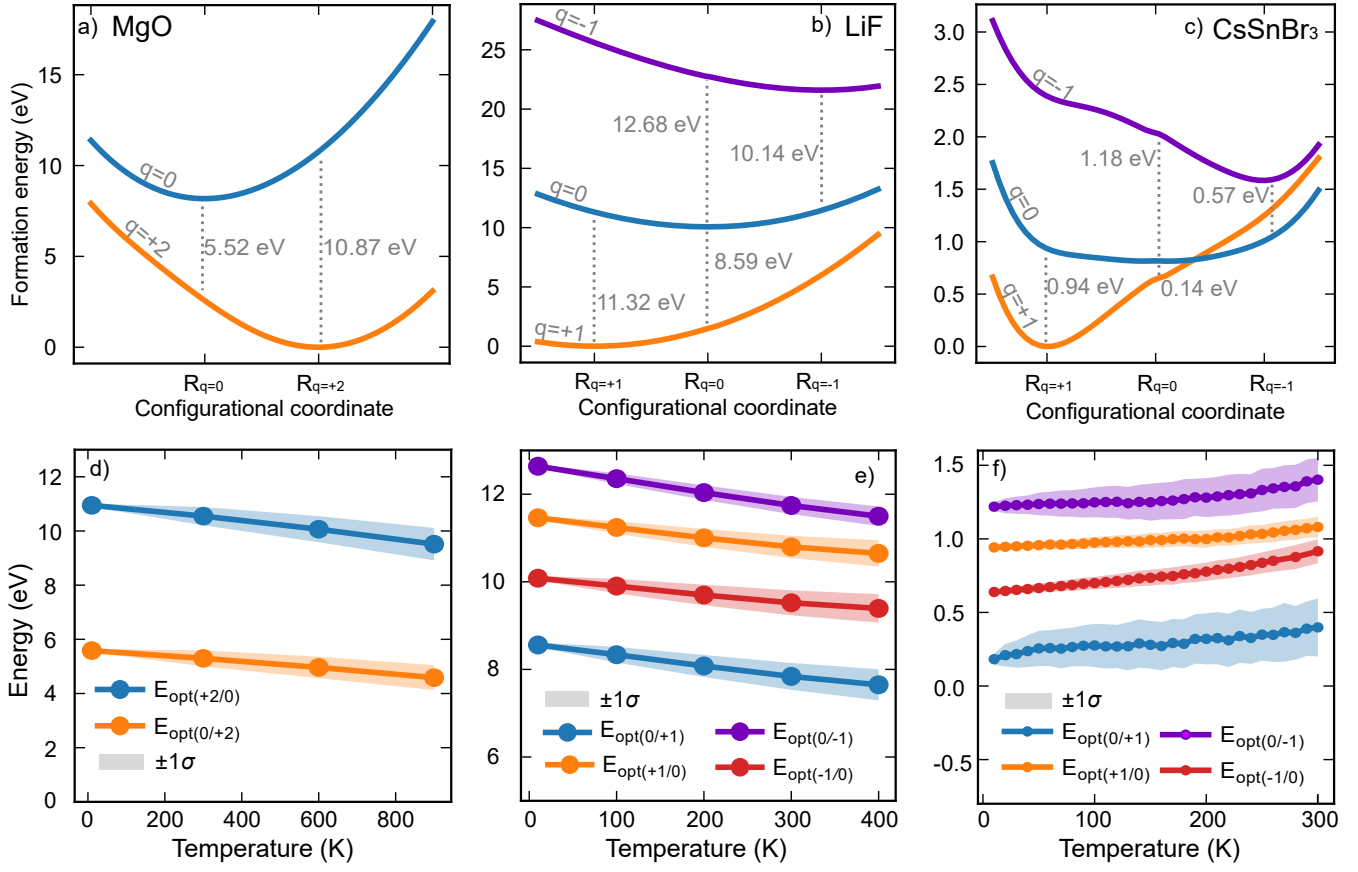 a) MgO
Formation energy (eV)
15
10
5
0
q=0
q=+2
5.52 eV
10.87 eV
Rq=0
Rq=+2
Configurational coordinate
b) LiF
25
20
15
10
5
0
q=-1
12.68 eV
10.14 eV
q=0
8.59 eV
11.32 eV
q=+1
Rq=+1
Rq=0
Rq=-1
Configurational coordinate
c) CsSnBr3
3.0
2.5
2.0
1.5
1.0
0.5
0.0
q=-1
1.18 eV
0.57 eV
q=0
0.94 eV
0.14 eV
q=+1
Rq=+1
Rq=0
Rq=-1
Configurational coordinate
d)
Energy (eV)
12
10
8
6
4
2
0
Eopt(+2/0)
Eopt(0/+2)
±1σ
0
200
400
600
800
Temperature (K)
e)
12
10
8
6
±1σ
Eopt(0/+1)
Eopt(0/-1)
Eopt(+1/0)
Eopt(-1/0)
0
100
200
300
400
Temperature (K)
f)
1.5
1.0
0.5
0.0
-0.5
±1σ
Eopt(0/+1)
Eopt(0/-1)
Eopt(+1/0)
Eopt(-1/0)
0
50
100
150
200
250
300
Temperature (K)